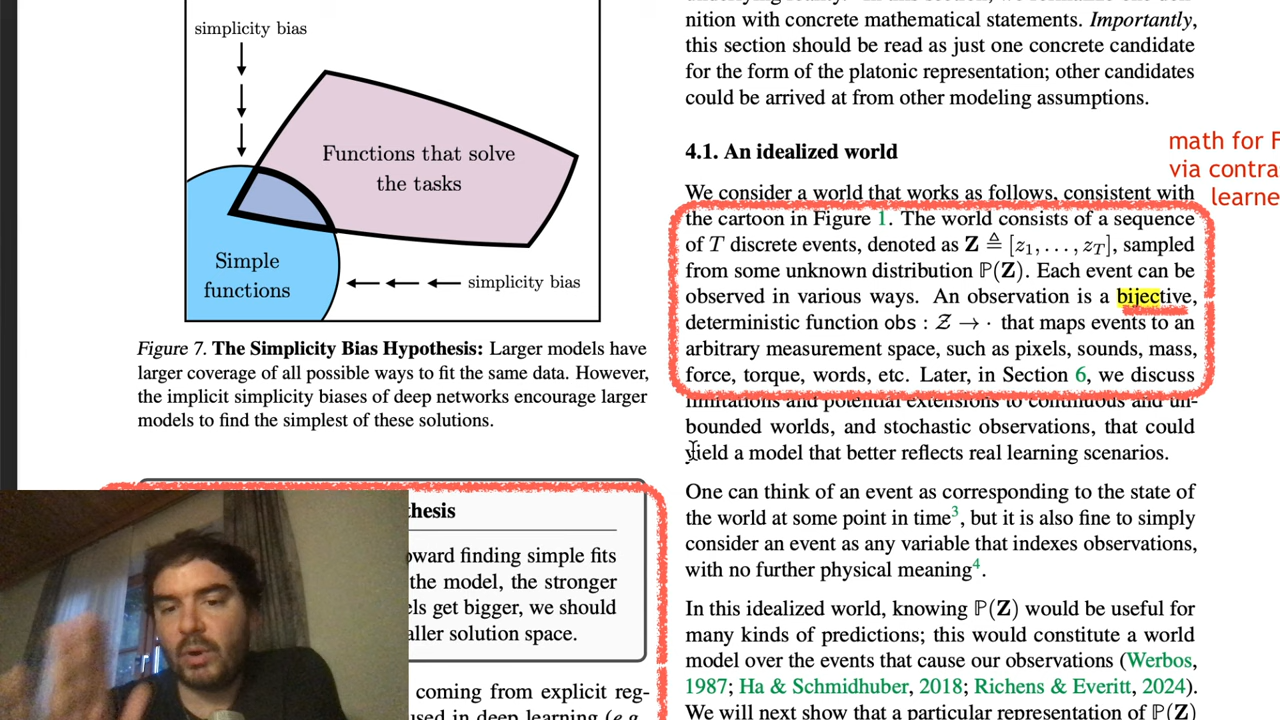 simplicity bias
Functions that solve
the tasks
Simple
functions
simplicity bias
Figure 7. The Simplicity Bias Hypothesis: Larger models have
larger coverage of all possible ways to fit the same data. However,
the implicit simplicity biases of deep networks encourage larger
models to find the simplest of these solutions.
hesis
oward finding simple fits
the model, the stronger
els get bigger, we should
aller solution space.
coming from explicit reg-
used in deep learning (e.g.
nition with concrete mathematical statements. Importantly,
this section should be read as just one concrete candidate
for the form of the platonic representation; other candidates
could be arrived at from other modeling assumptions.
4.1. An idealized world
We consider a world that works as follows, consistent with
the cartoon in Figure 1. The world consists of a sequence
of T discrete events, denoted as Z ≜ [z₁, . . . , z_T], sampled
from some unknown distribution ℙ(Z). Each event can be
observed in various ways. An observation is a bijective,
deterministic function obs : 𝒵 → · that maps events to an
arbitrary measurement space, such as pixels, sounds, mass,
force, torque, words, etc. Later, in Section 6, we discuss
limitations and potential extensions to continuous and un-
bounded worlds, and stochastic observations, that could
yield a model that better reflects real learning scenarios.
One can think of an event as corresponding to the state of
the world at some point in time³, but it is also fine to simply
consider an event as any variable that indexes observations,
with no further physical meaning⁴.
In this idealized world, knowing ℙ(Z) would be useful for
many kinds of predictions; this would constitute a world
model over the events that cause our observations (Werbos,
1987; Ha & Schmidhuber, 2018; Richens & Everitt, 2024).
We will next show that a particular representation of ℙ(Z)
math for F
via contra
learne